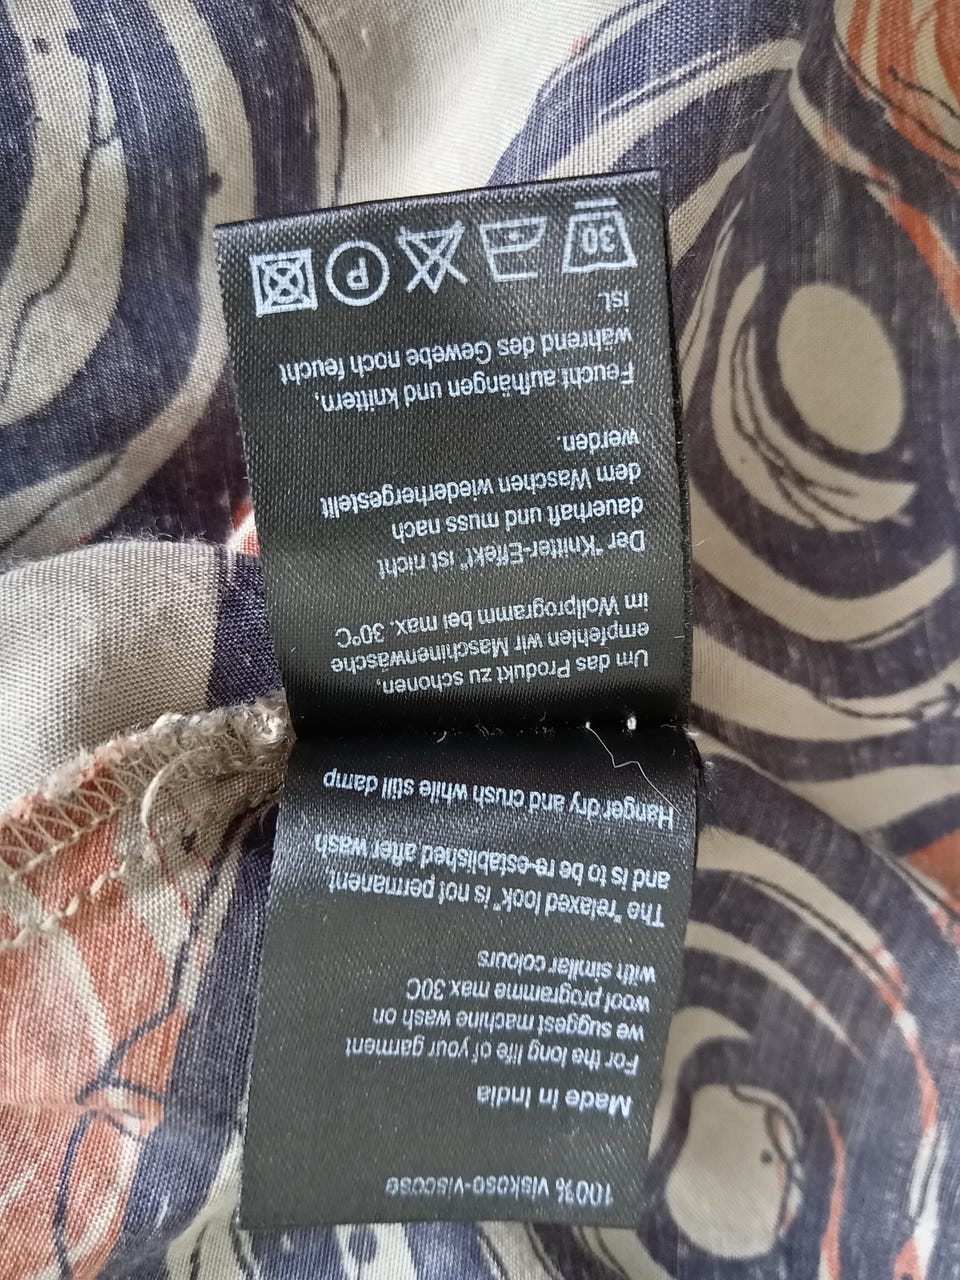 100% viskose-viscose
Made in India
For the long life of your garment
we suggest machine wash on
wool programme max 30C
with similar colours
The "relaxed look" is not permanent,
and is to be re-established after wash
Hanger dry and crush while still damp
Um das Produkt zu schonen,
empfehlen wir Maschinenwäsche
im Wollprogramm bei max. 30°C
Der "Knitter-Effekt" ist nicht
dauerhaft und muss nach
dem Waschen wiederhergestellt
werden.
Feucht aufhängen und knittern,
während des Gewebe noch feucht
isL
30 P